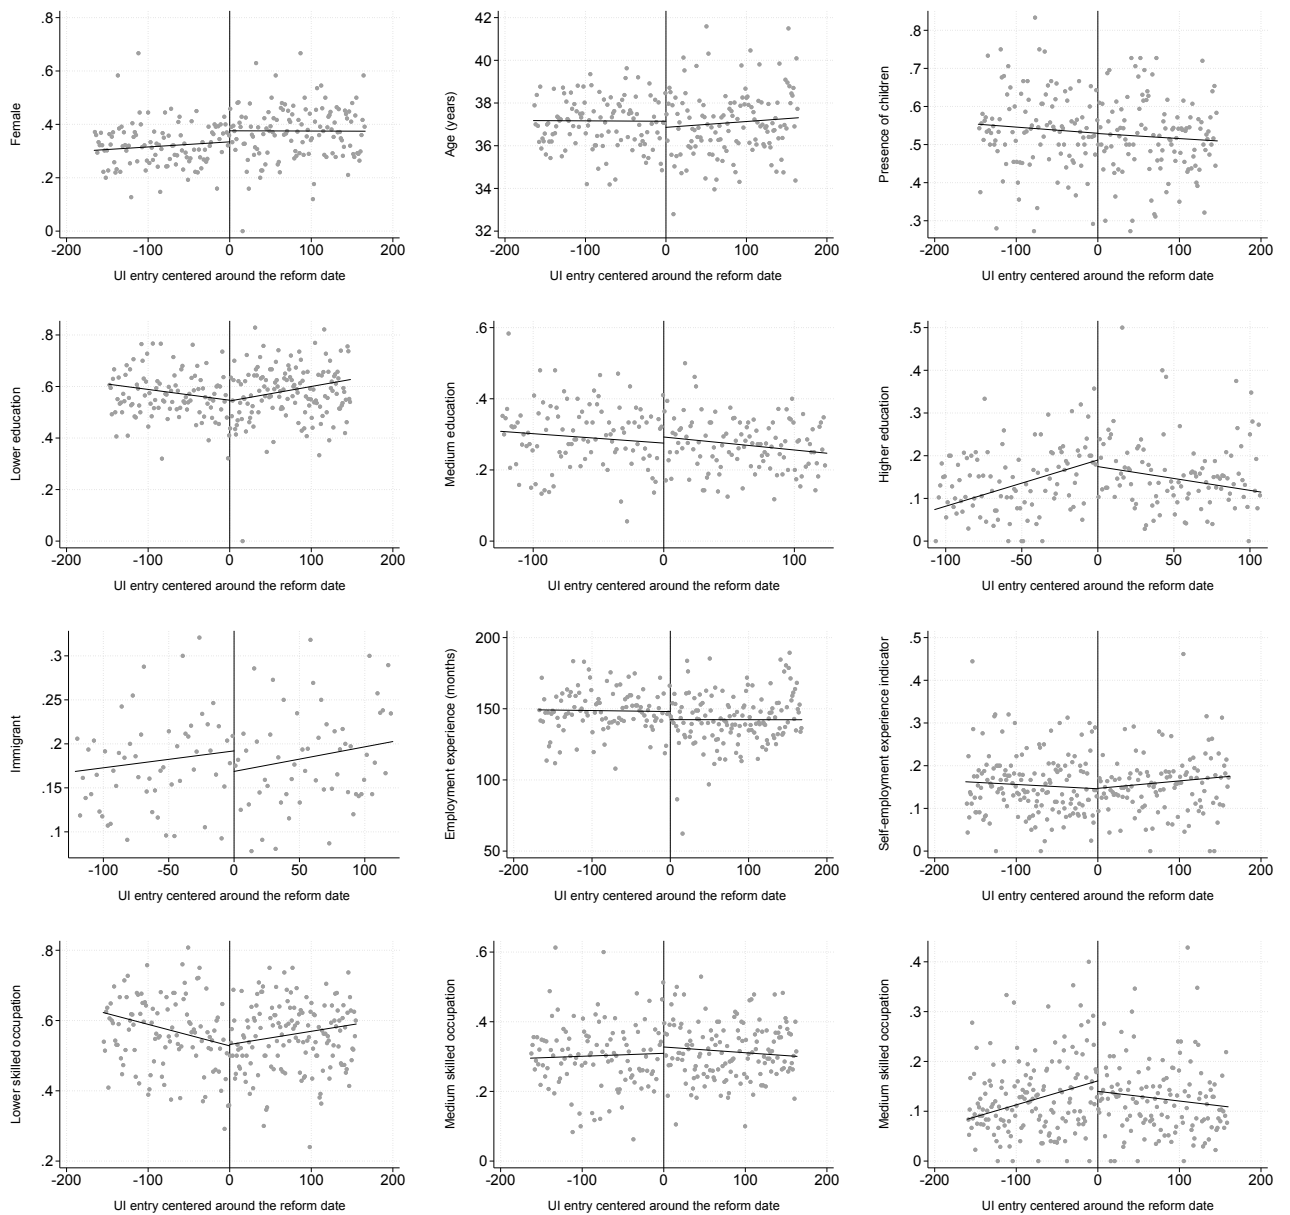 Female
.8
.6
.4
.2
0
-200 -100 0 100 200
UI entry centered around the reform date
Age (years)
42
40
38
36
34
32
-200 -100 0 100 200
UI entry centered around the reform date
Presence of children
.8
.7
.6
.5
.4
.3
-200 -100 0 100 200
UI entry centered around the reform date
Lower education
.8
.6
.4
.2
0
-200 -100 0 100 200
UI entry centered around the reform date
Medium education
.6
.4
.2
0
-100 0 100
UI entry centered around the reform date
Higher education
.5
.4
.3
.2
.1
0
-100 -50 0 50 100
UI entry centered around the reform date
Immigrant
.3
.25
.2
.15
.1
-100 -50 0 50 100
UI entry centered around the reform date
Employment experience (months)
200
150
100
50
-200 -100 0 100 200
UI entry centered around the reform date
Self-employment experience indicator
.5
.4
.3
.2
.1
0
-200 -100 0 100 200
UI entry centered around the reform date
Lower skilled occupation
.8
.6
.4
.2
-200 -100 0 100 200
UI entry centered around the reform date
Medium skilled occupation
.6
.4
.2
0
-200 -100 0 100 200
UI entry centered around the reform date
Medium skilled occupation
.4
.3
.2
.1
0
-200 -100 0 100 200
UI entry centered around the reform date